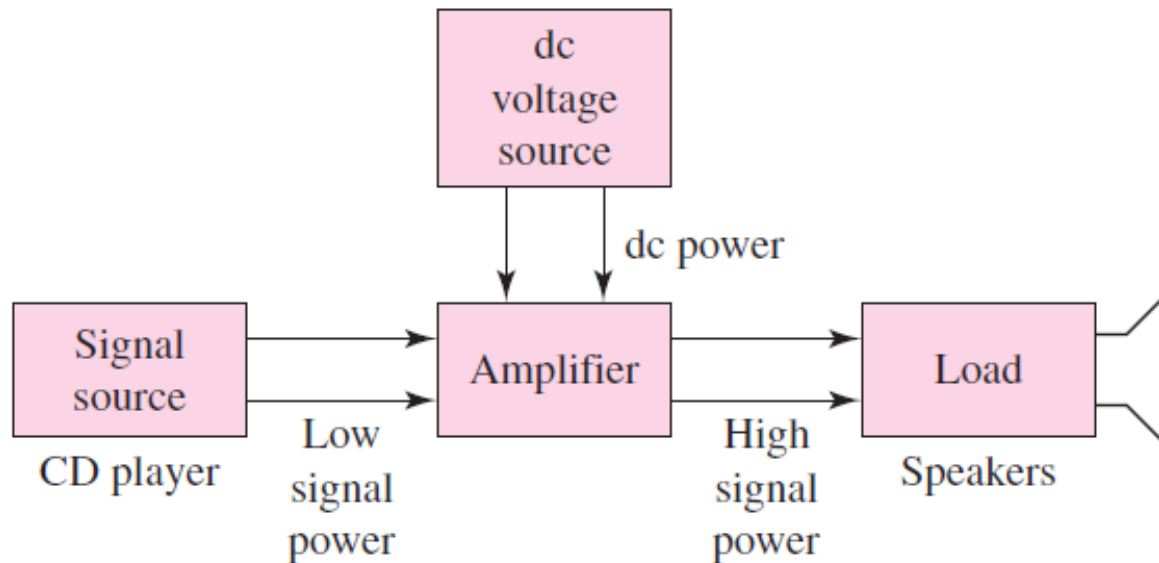 dc
voltage
source
dc power
Signal
source
Amplifier
Load
CD player
Low
signal
power
High
signal
power
Speakers